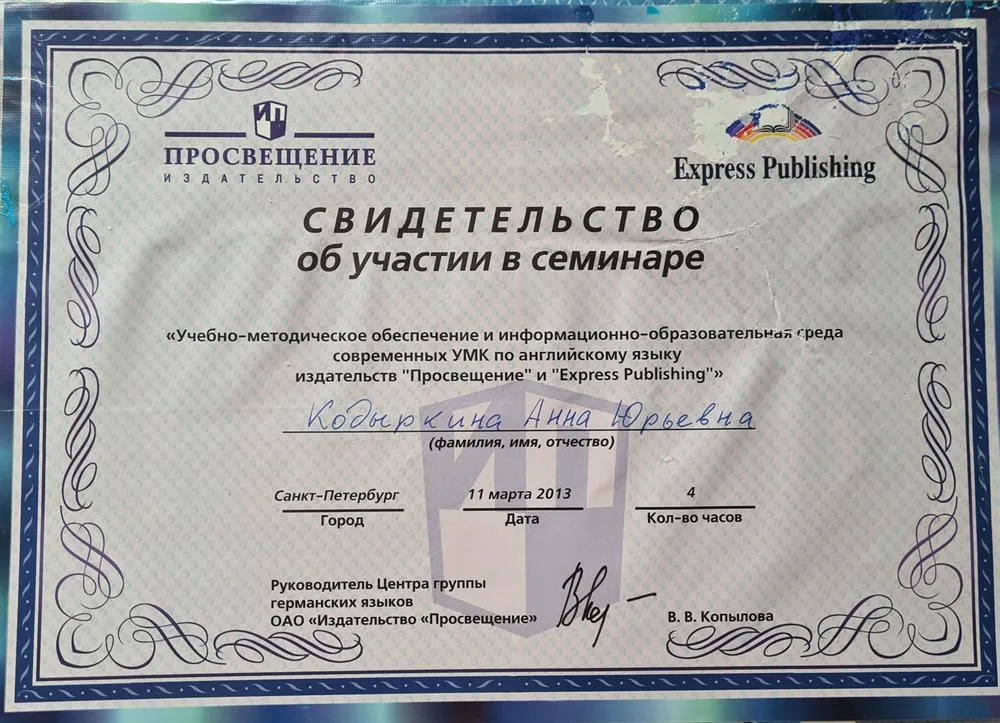 ИП
ПРОСВЕЩЕНИЕ
ИЗДАТЕЛЬСТВО
Express Publishing
СВИДЕТЕЛЬСТВО
об участии в семинаре
«Учебно-методическое обеспечение и информационно-образовательная среда
современных УМК по английскому языку
издательств "Просвещение" и "Express Publishing"»
Кодыркина Анна Юрьевна
(фамилия, имя, отчество)
Санкт-Петербург 11 марта 2013 4
Город Дата Кол-во часов
Руководитель Центра группы
германских языков
ОАО «Издательство «Просвещение»
В. В. Копылова